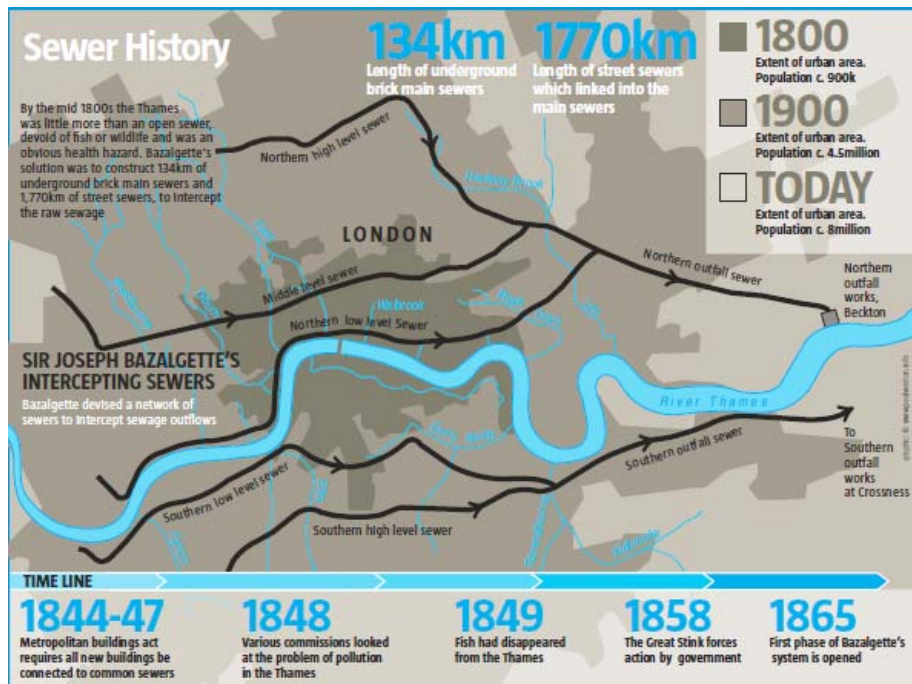 Sewer History
By the mid 1800s the Thames
was little more than an open sewer,
devoid of fish or wildlife and was an
obvious health hazard. Bazalgette's
solution was to construct 134km of
underground brick main sewers and
1,770km of street sewers, to intercept
the raw sewage
134km
Length of underground
brick main sewers
1770km
Length of street sewers
which linked into the
main sewers
1800
Extent of urban area.
Population c. 900k
1900
Extent of urban area.
Population c. 4.5million
TODAY
Extent of urban area.
Population c. 8million
Northern high level sewer
Hackney Brook
LONDON
Middle level sewer
Northern outfall sewer
Northern
outfall
works,
Beckton
Walbrook
Northern low level Sewer
SIR JOSEPH BAZALGETTE'S
INTERCEPTING SEWERS
Bazalgette devised a network of
sewers to intercept sewage outflows
River Thames
To
Southern
outfall
works
at Crossness
Southern low level sewer
Southern outfall sewer
Southern high level sewer
TIME LINE
1844-47
Metropolitan buildings act
requires all new buildings be
connected to common sewers
1848
Various commissions looked
at the problem of pollution
in the Thames
1849
Fish had disappeared
from the Thames
1858
The Great Stink forces
action by government
1865
First phase of Bazalgette's
system is opened